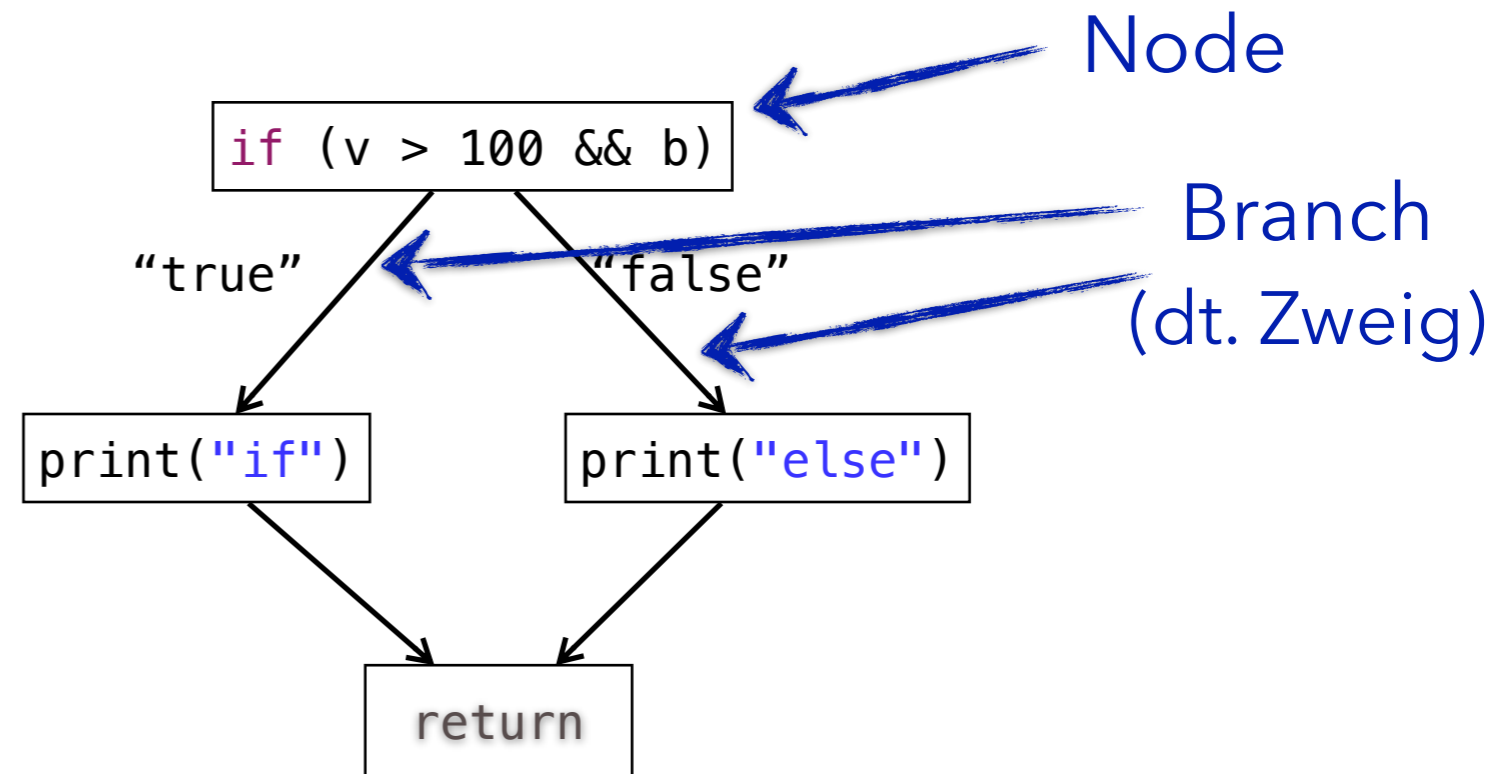 Node
if (v > 100 && b)
Branch
(dt. Zweig)
“true”
“false”
print("if")
print("else")
return